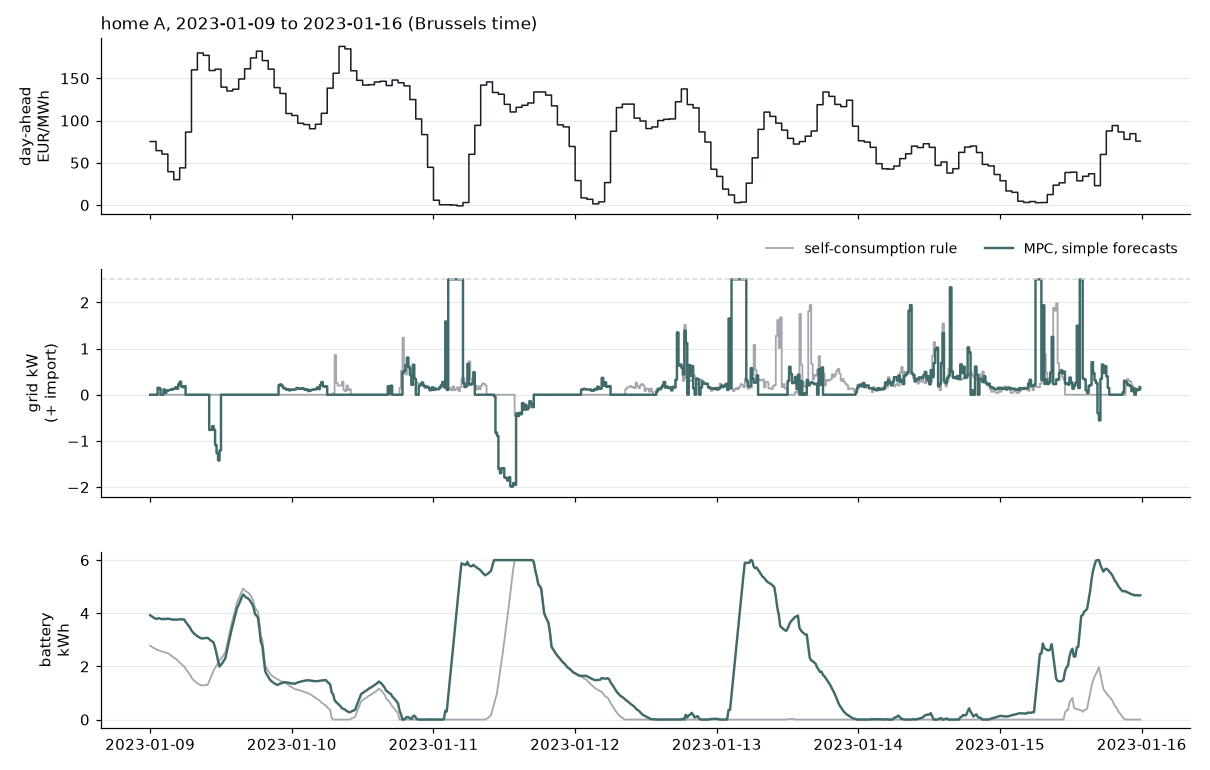 home A, 2023-01-09 to 2023-01-16 (Brussels time)
day-ahead
EUR/MWh
150
100
50
0
self-consumption rule
MPC, simple forecasts
grid kW
(+ import)
2
1
0
−1
−2
battery
kWh
6
4
2
0
2023-01-09
2023-01-10
2023-01-11
2023-01-12
2023-01-13
2023-01-14
2023-01-15
2023-01-16